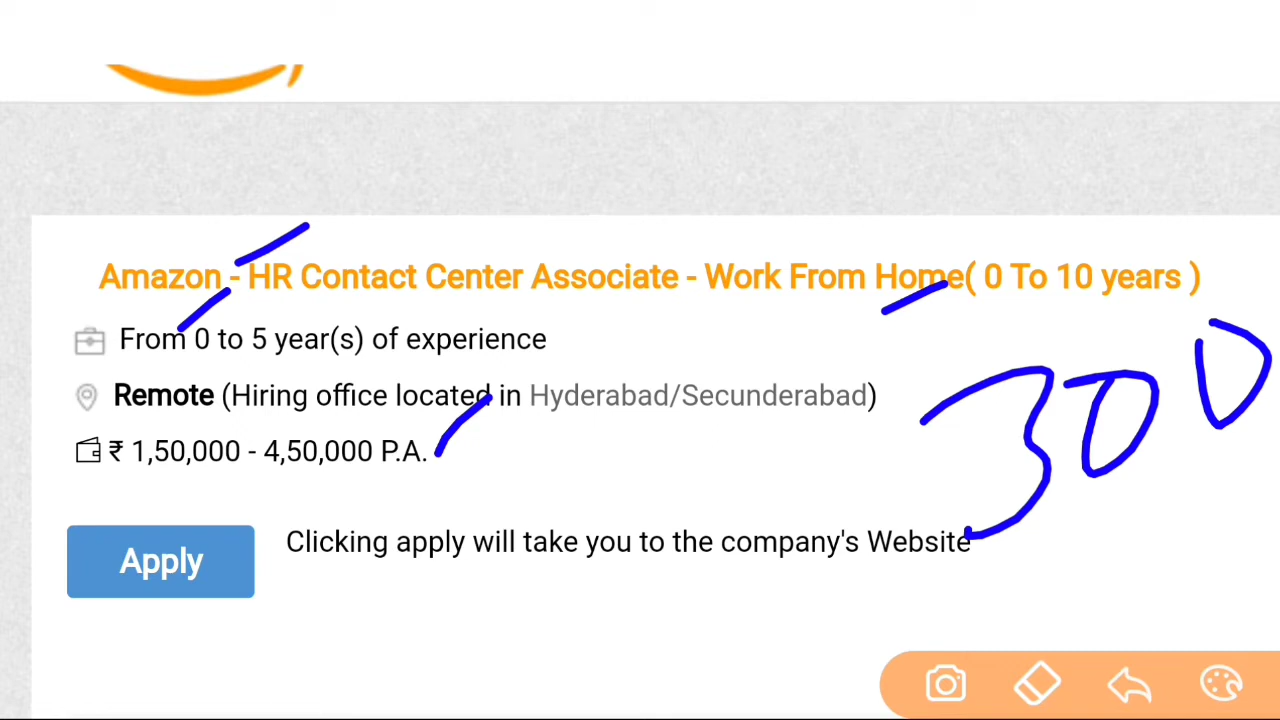 Amazon - HR Contact Center Associate - Work From Home( 0 To 10 years )
From 0 to 5 year(s) of experience
Remote (Hiring office located in Hyderabad/Secunderabad)
₹ 1,50,000 - 4,50,000 P.A.
300
Apply
Clicking apply will take you to the company's Website